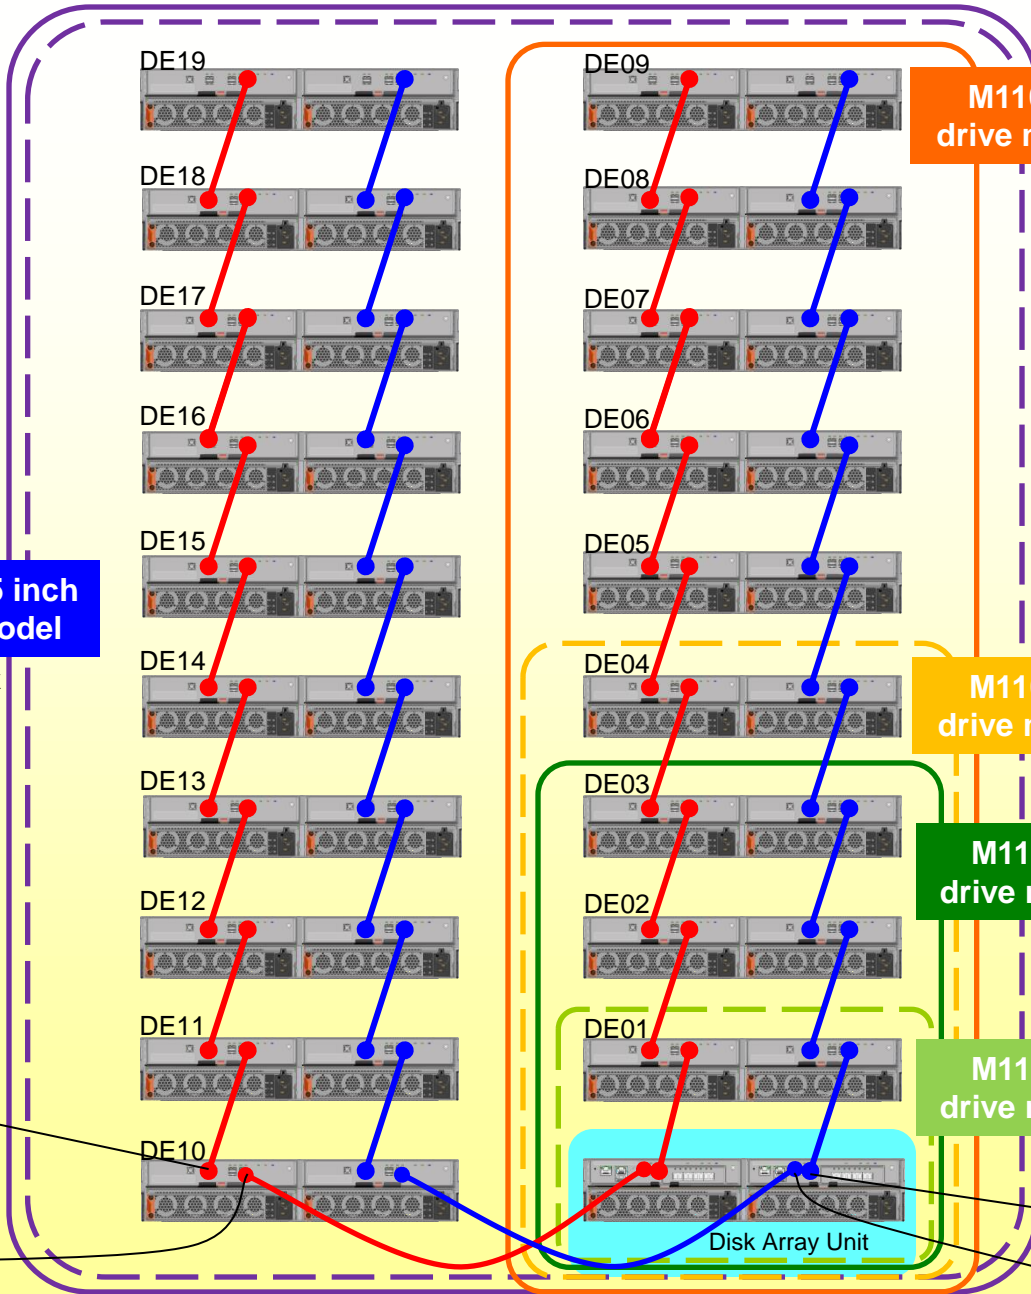 DE19
DE18
DE17
DE16
DE15
5 inch
odel
DE14
DE13
DE12
DE11
DE10
DE09
M110
drive m
DE08
DE07
DE06
DE05
DE04
M11
drive m
DE03
M11
drive m
DE02
DE01
M11
drive m
Disk Array Unit